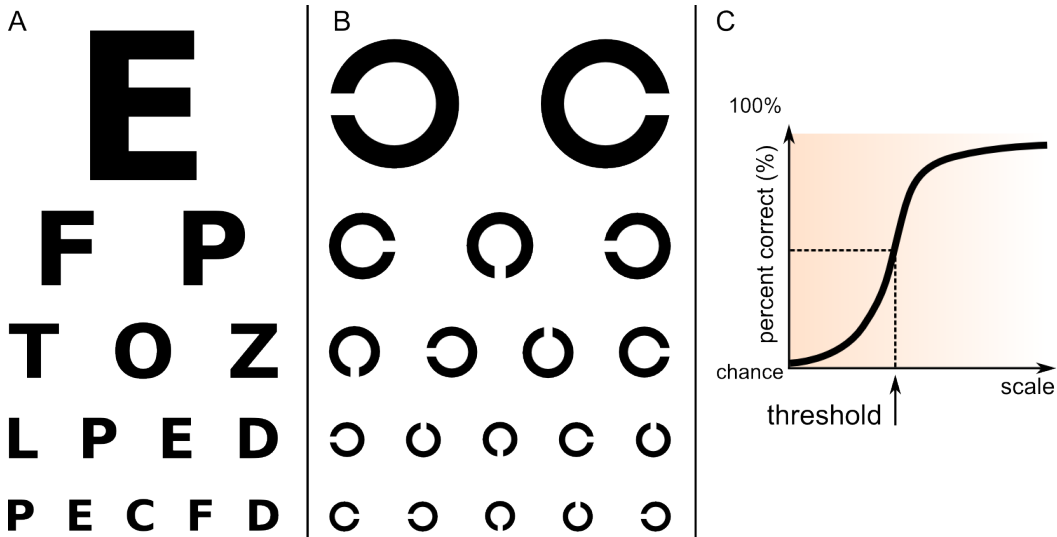 A
E
F P
T O Z
L P E D
P E C F D
B
C
100%
percent correct (%)
chance
scale
threshold